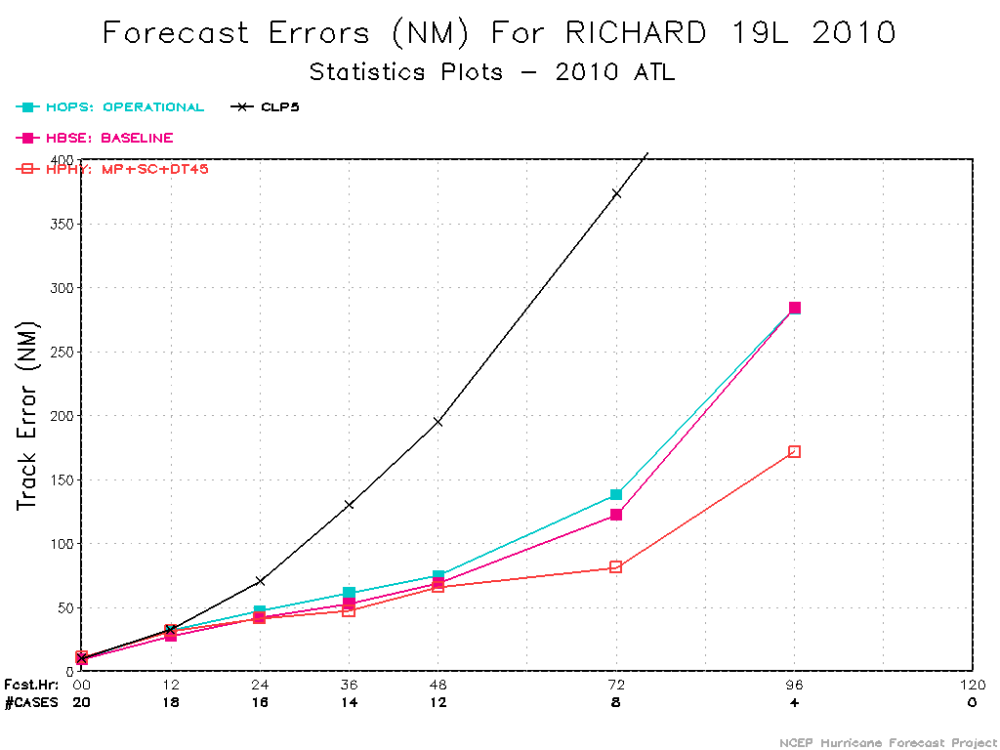 Forecast Errors (NM) For RICHARD 19L 2010
Statistics Plots - 2010 ATL
HOPS: OPERATIONAL CLP5
HBSE: BASELINE
HPHY: MP+SC+DT45
400
350
300
250
200
150
100
50
0
Track Error (NM)
Fcst.Hr: 00 12 24 36 48 72 96 120
#CASES 20 18 16 14 12 8 4 0
NCEP Hurricane Forecast Project